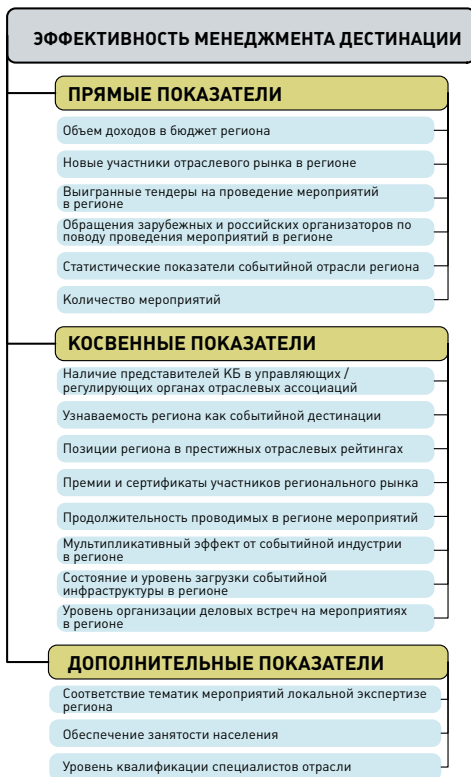 ЭФФЕКТИВНОСТЬ МЕНЕДЖМЕНТА ДЕСТИНАЦИИ
ПРЯМЫЕ ПОКАЗАТЕЛИ
Объем доходов в бюджет региона
Новые участники отраслевого рынка в регионе
Выигранные тендеры на проведение мероприятий
в регионе
Обращения зарубежных и российских организаторов по
поводу проведения мероприятий в регионе
Статистические показатели событийной отрасли региона
Количество мероприятий
КОСВЕННЫЕ ПОКАЗАТЕЛИ
Наличие представителей КБ в управляющих /
регулирующих органах отраслевых ассоциаций
Узнаваемость региона как событийной дестинации
Позиции региона в престижных отраслевых рейтингах
Премии и сертификаты участников регионального рынка
Продолжительность проводимых в регионе мероприятий
Мультипликативный эффект от событийной индустрии
в регионе
Состояние и уровень загрузки событийной
инфраструктуры в регионе
Уровень организации деловых встреч на мероприятиях
в регионе
ДОПОЛНИТЕЛЬНЫЕ ПОКАЗАТЕЛИ
Соответствие тематик мероприятий локальной экспертизе
региона
Обеспечение занятости населения
Уровень квалификации специалистов отрасли